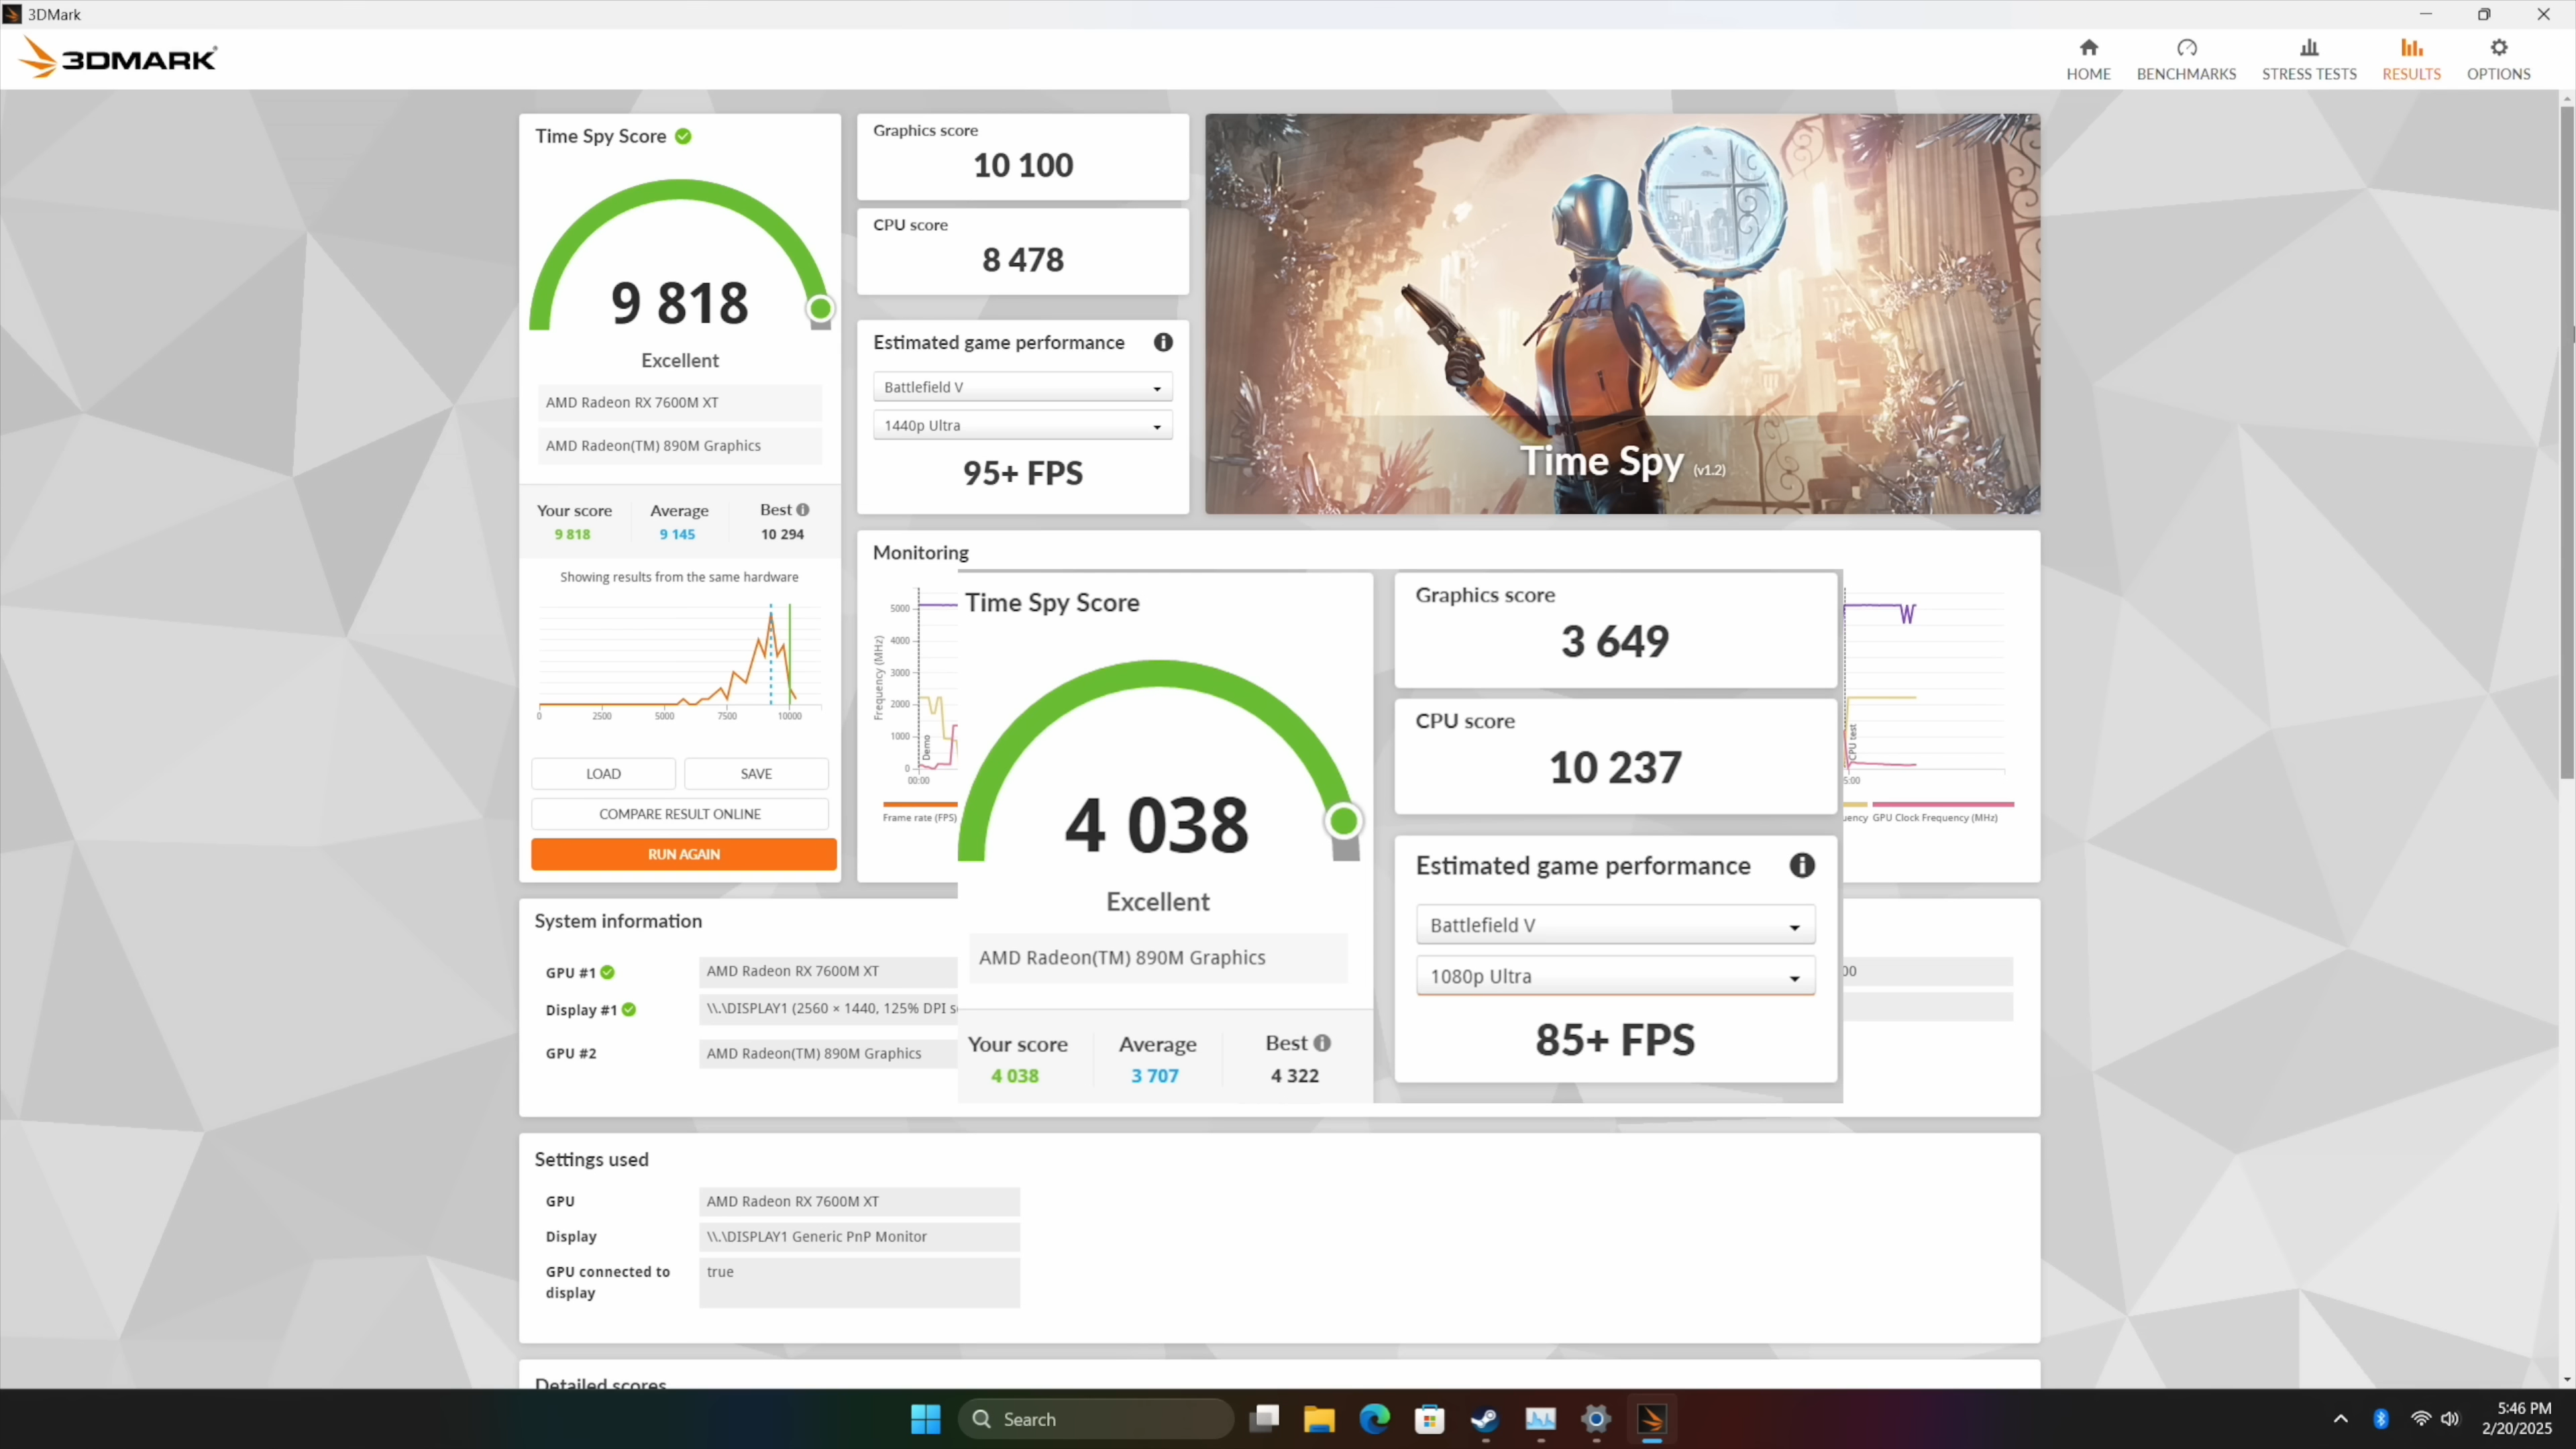 3DMark
3DMARK
HOME
BENCHMARKS
STRESS TESTS
RESULTS
OPTIONS
Time Spy Score
9 818
Excellent
AMD Radeon RX 7600M XT
AMD Radeon(TM) 890M Graphics
Your score
Average
Best
9 818
9 145
10 294
Showing results from the same hardware
0
2500
5000
7500
10000
LOAD
SAVE
COMPARE RESULT ONLINE
RUN AGAIN
Graphics score
10 100
CPU score
8 478
Estimated game performance
Battlefield V
1440p Ultra
95+ FPS
Time Spy (v1.2)
Monitoring
Frequency (MHz)
5000
4000
3000
2000
1000
0
Demo
00:00
Frame rate (FPS)
CPU test
5:00
uency
GPU Clock Frequency (MHz)
Time Spy Score
4 038
Excellent
AMD Radeon(TM) 890M Graphics
Your score
Average
Best
4 038
3 707
4 322
Graphics score
3 649
CPU score
10 237
Estimated game performance
Battlefield V
1080p Ultra
85+ FPS
System information
GPU #1
AMD Radeon RX 7600M XT
Display #1
\\.\DISPLAY1 (2560 × 1440, 125% DPI s
GPU #2
AMD Radeon(TM) 890M Graphics
00
Settings used
GPU
AMD Radeon RX 7600M XT
Display
\\.\DISPLAY1 Generic PnP Monitor
GPU connected to
display
true
Detailed scores
Search
5:46 PM
2/20/2025